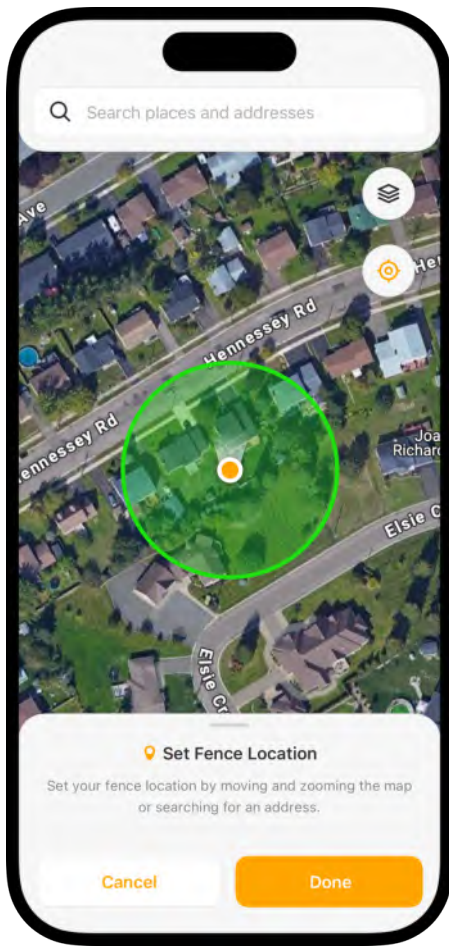 Search places and addresses
Ave
Hennessey Rd
ennessey Rd
Joa
Richar
Elsie C
Elsie C
Set Fence Location
Set your fence location by moving and zooming the map
or searching for an address.
Cancel
Done